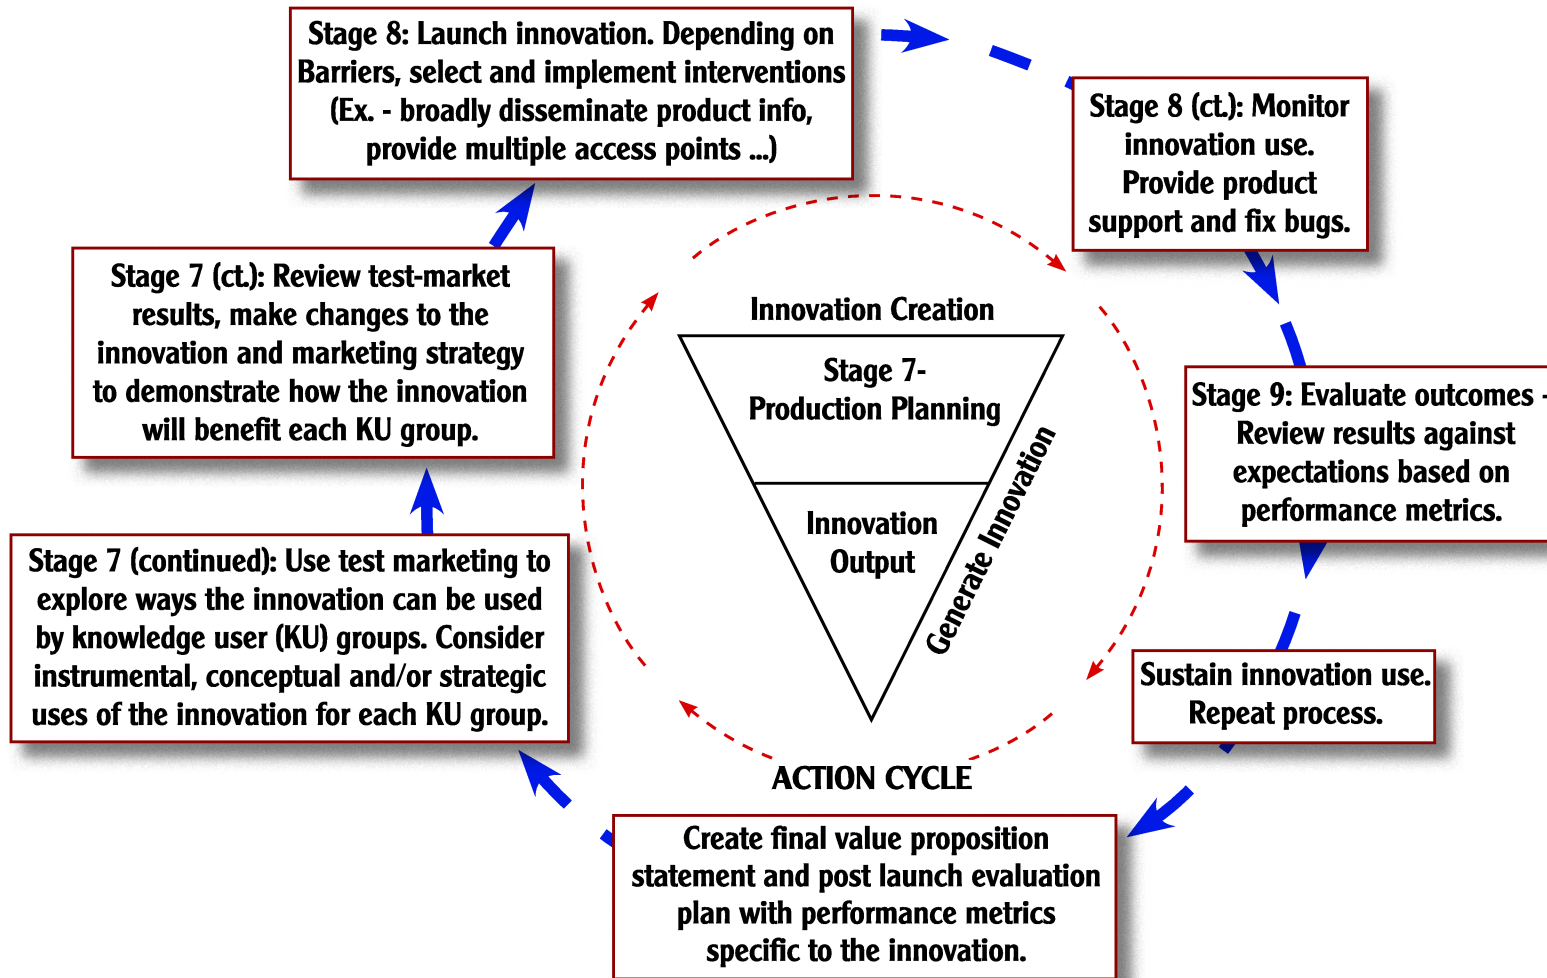 Stage 8: Launch innovation. Depending on
Barriers, select and implement interventions
(Ex. - broadly disseminate product info,
provide multiple access points ...)
Stage 8 (ct.): Monitor
innovation use.
Provide product
support and fix bugs.
Stage 7 (ct.): Review test-market
results, make changes to the
innovation and marketing strategy
to demonstrate how the innovation
will benefit each KU group.
Innovation Creation
Stage 7-
Production Planning
Innovation
Output
Generate Innovation
Stage 9: Evaluate outcomes -
Review results against
expectations based on
performance metrics.
Stage 7 (continued): Use test marketing to
explore ways the innovation can be used
by knowledge user (KU) groups. Consider
instrumental, conceptual and/or strategic
uses of the innovation for each KU group.
Sustain innovation use.
Repeat process.
ACTION CYCLE
Create final value proposition
statement and post launch evaluation
plan with performance metrics
specific to the innovation.